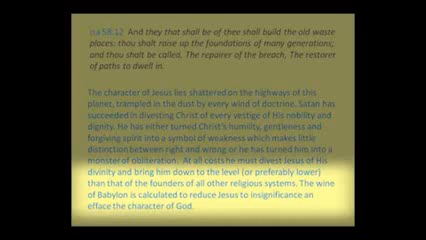 Isa 58:12 And they that shall be of thee shall build the old waste
places: thou shalt raise up the foundations of many generations;
and thou shalt be called, The repairer of the breach, The restorer
of paths to dwell in.
The character of Jesus lies shattered on the highways of this
planet, trampled in the dust by every wind of doctrine. Satan has
succeeded in divesting Christ of every vestige of His nobility and
dignity. He has either turned Christ's humility, gentleness and
forgiving spirit into a symbol of weakness which makes little
distinction between right and wrong or he has turned him into a
monster of obliteration. At all costs he must divest Jesus of His
divinity and bring him down to the level (or preferably lower)
than that of the founders of all other religious systems. The wine
of Babylon is calculated to reduce Jesus to insignificance an
efface the character of God.